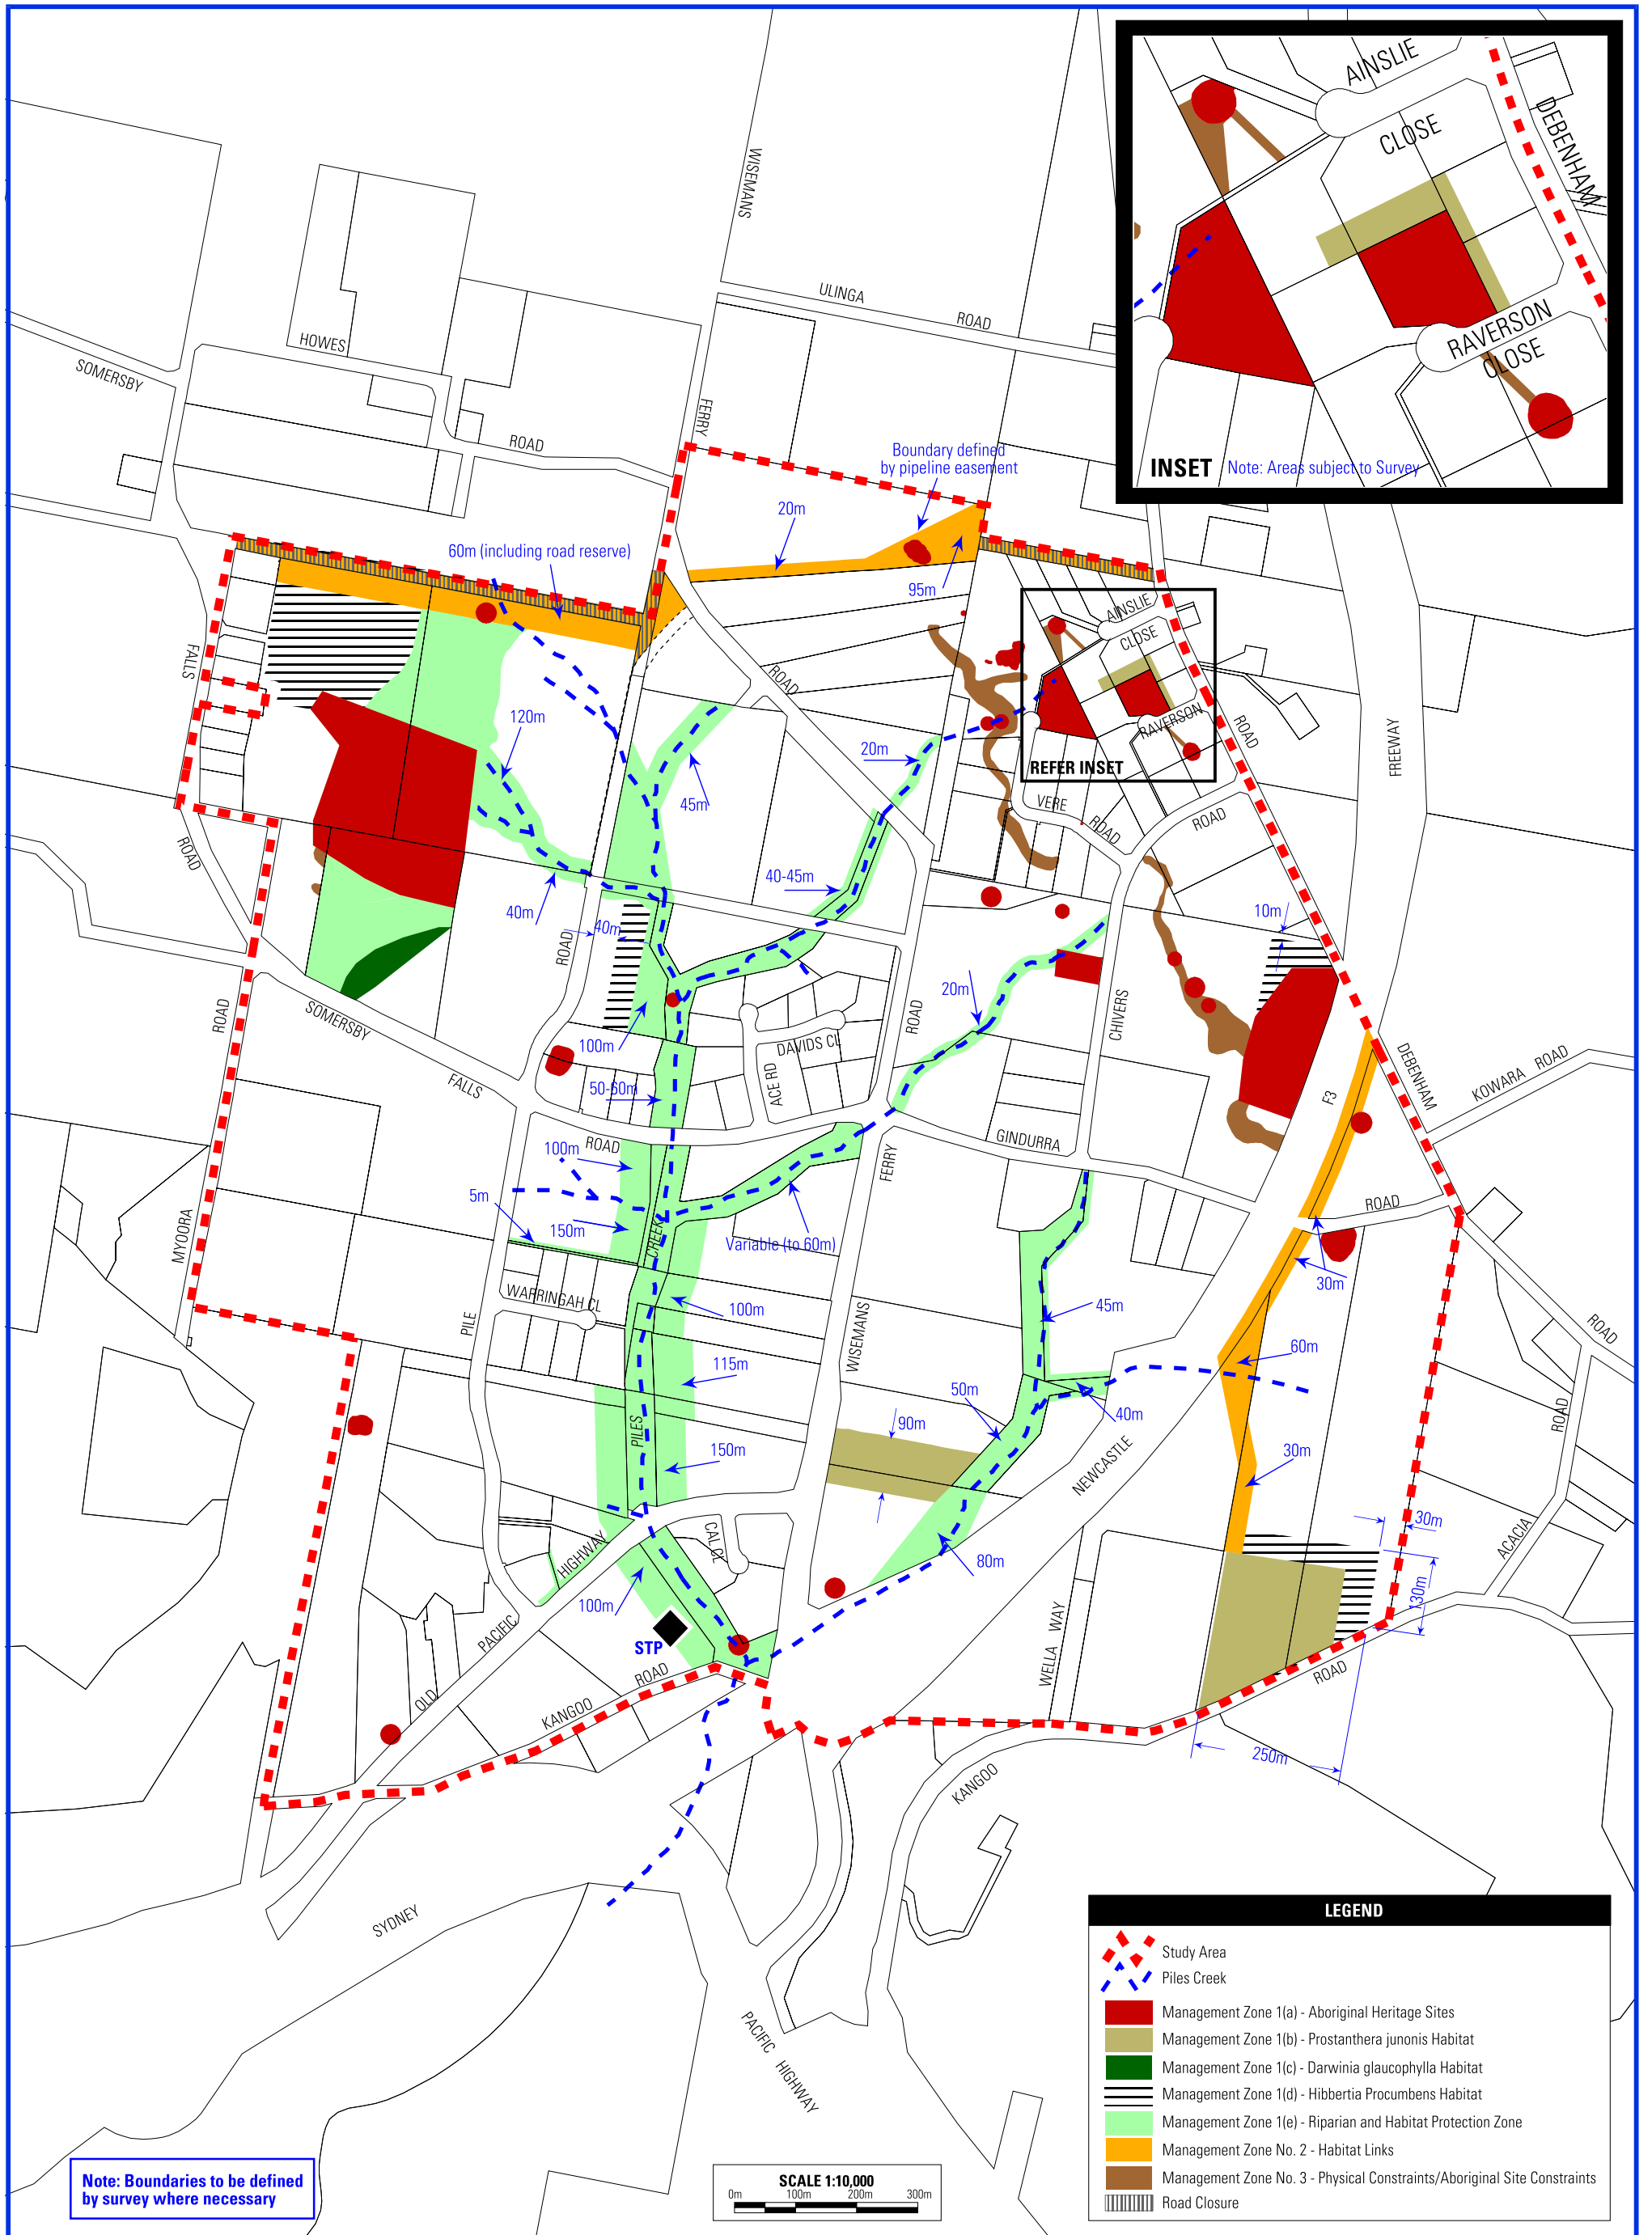 AINSLIE
CLOSE
DEBENHAM
RAVERSON
CLOSE
INSET
Note: Areas subject to Survey
WISEMANS
ULINGA
ROAD
HOWES
SOMERSBY
FERRY
ROAD
Boundary defined
by pipeline easement
20m
60m (including road reserve)
95m
AINSLIE
CLOSE
FALLS
ROAD
120m
RAVERSON
ROAD
FREEWAY
20m
REFER INSET
45m
VERE
ROAD
ROAD
ROAD
40-45m
40m
40m
10m
ROAD
20m
ROAD
SOMERSBY
ROAD
CHIVERS
100m
DAVIDS CL
DEBENHAM
KOWARA ROAD
FALLS
50-60m
ACE RD
F3
ROAD
GINDURRA
100m
FERRY
5m
ROAD
MYOORA
150m
CREEK
Variable (to 60m)
30m
WARRINGAH CL
100m
45m
PILE
WISEMANS
ROAD
60m
115m
50m
40m
ROAD
90m
PILES
150m
30m
NEWCASTLE
30m
ACACIA
CAL CL
HIGHWAY
80m
130m
100m
PACIFIC
STP
WELLA WAY
ROAD
ROAD
OLD
KANGOO
250m
KANGOO
SYDNEY
PACIFIC HIGHWAY
LEGEND
Study Area
Piles Creek
Management Zone 1(a) - Aboriginal Heritage Sites
Management Zone 1(b) - Prostanthera junonis Habitat
Management Zone 1(c) - Darwinia glaucophylla Habitat
Management Zone 1(d) - Hibbertia Procumbens Habitat
Management Zone 1(e) - Riparian and Habitat Protection Zone
Management Zone No. 2 - Habitat Links
Management Zone No. 3 - Physical Constraints/Aboriginal Site Constraints
Road Closure
Note: Boundaries to be defined
by survey where necessary
SCALE 1:10,000
0m 100m 200m 300m